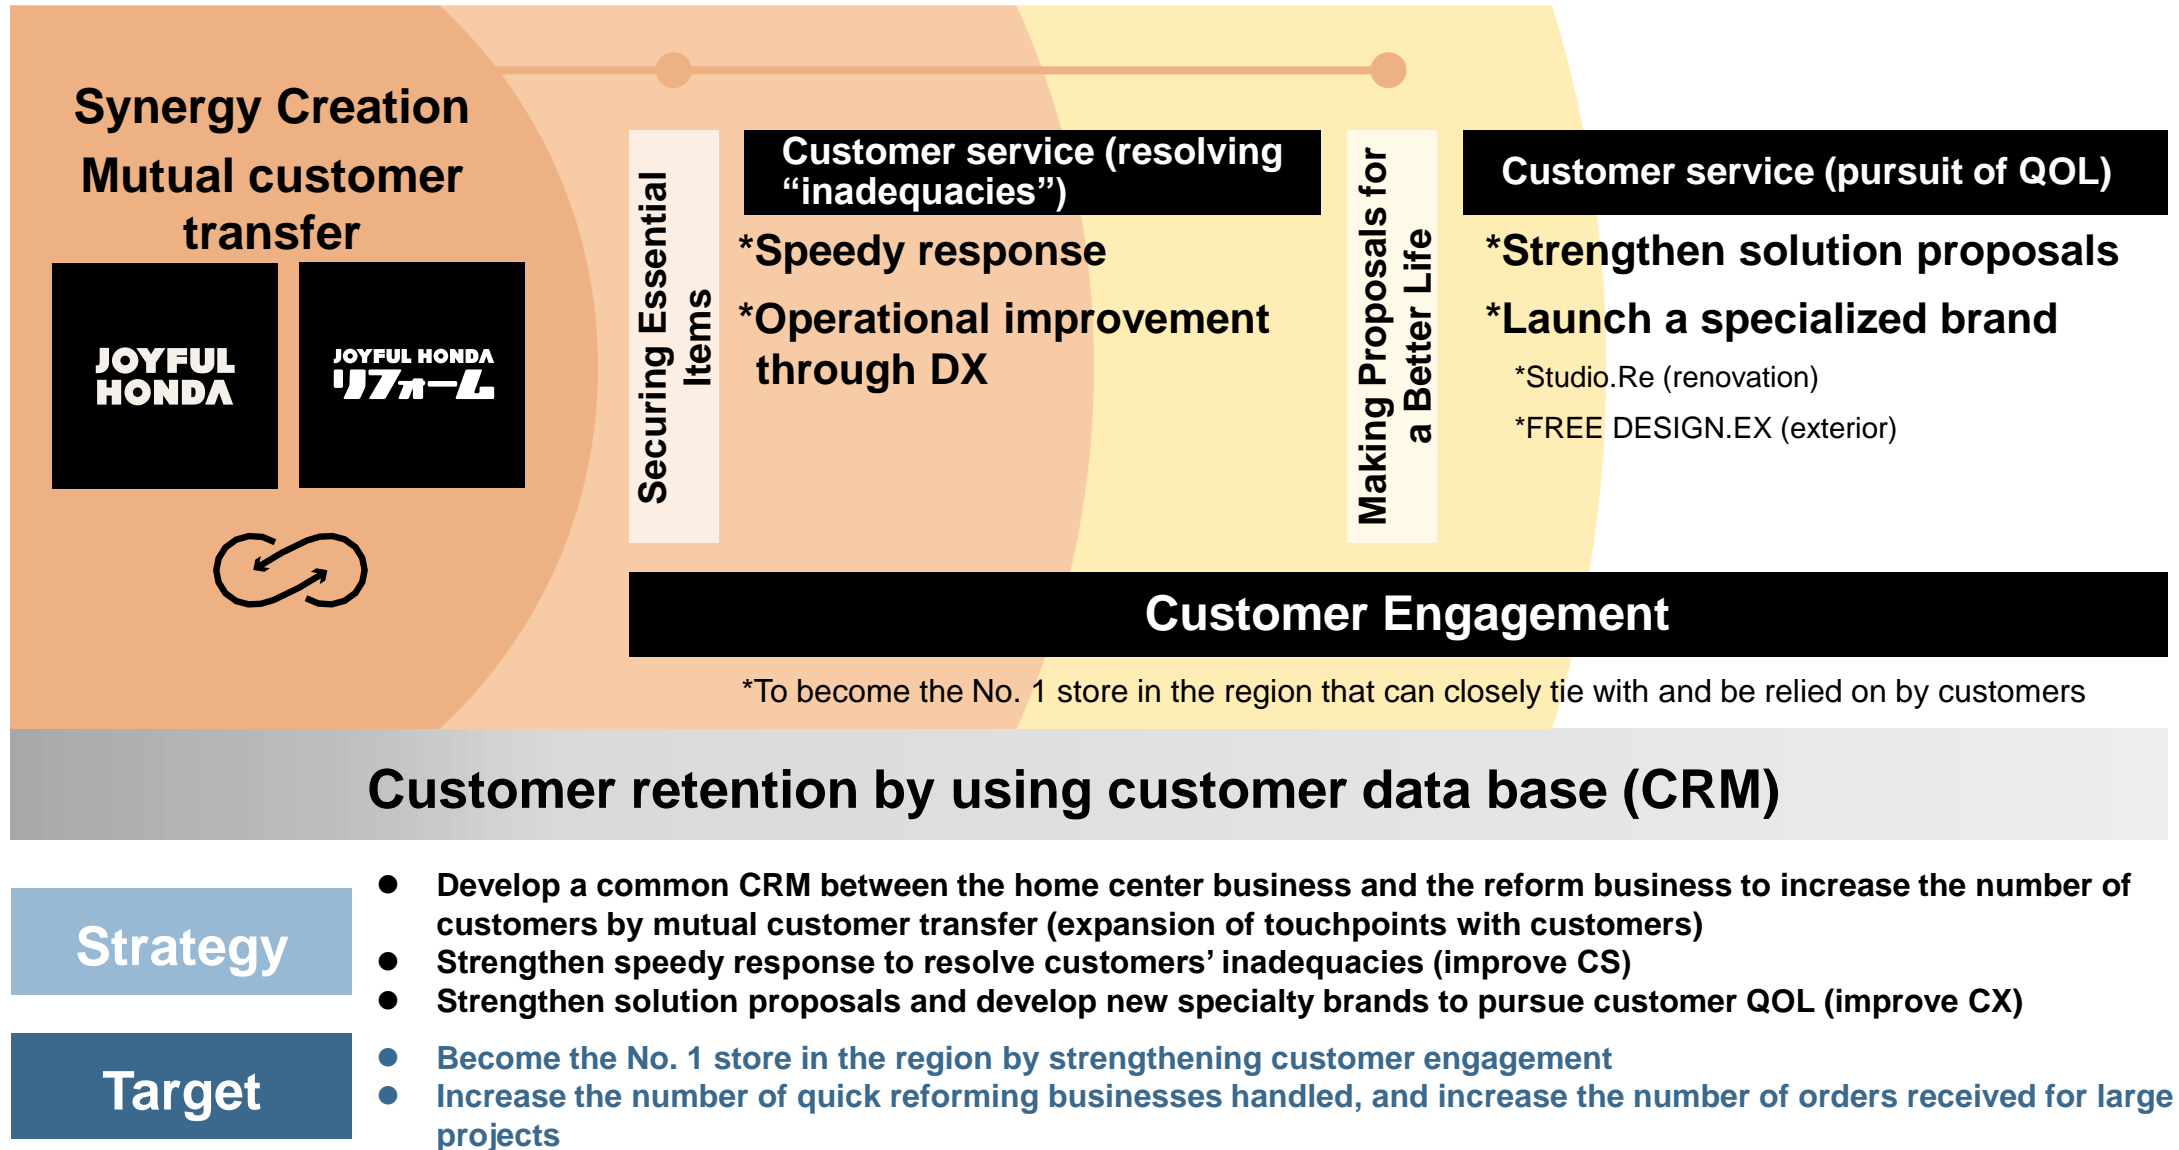 Synergy Creation
Mutual customer
transfer
JOYFUL
HONDA
JOYFUL HONDA
リフォーム
Securing Essential
Items
Customer service (resolving
“inadequacies”)
*Speedy response
*Operational improvement
through DX
Making Proposals for
a Better Life
Customer service (pursuit of QOL)
*Strengthen solution proposals
*Launch a specialized brand
*Studio.Re (renovation)
*FREE DESIGN.EX (exterior)
Customer Engagement
*To become the No. 1 store in the region that can closely tie with and be relied on by customers
Customer retention by using customer data base (CRM)
Strategy
● Develop a common CRM between the home center business and the reform business to increase the number of
customers by mutual customer transfer (expansion of touchpoints with customers)
● Strengthen speedy response to resolve customers’ inadequacies (improve CS)
● Strengthen solution proposals and develop new specialty brands to pursue customer QOL (improve CX)
Target
● Become the No. 1 store in the region by strengthening customer engagement
● Increase the number of quick reforming businesses handled, and increase the number of orders received for large
projects